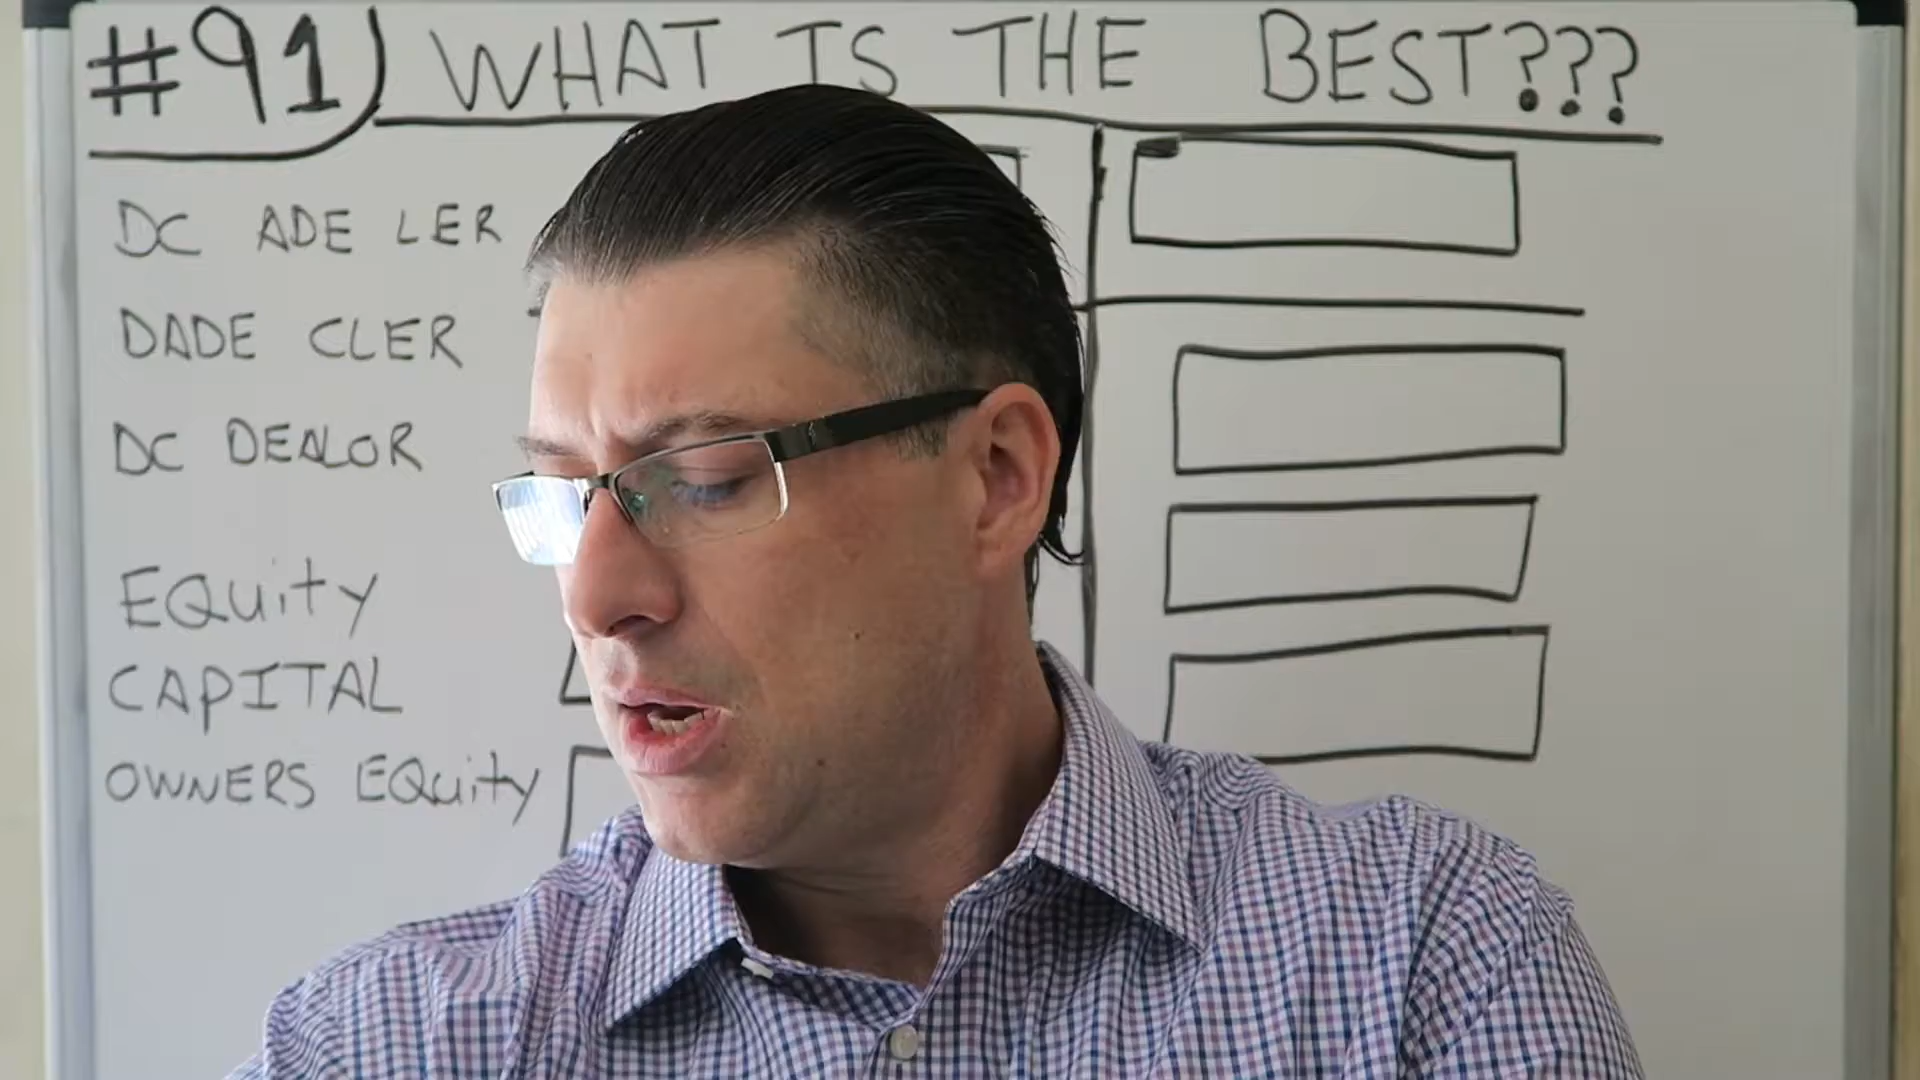 #91) WHAT IS THE BEST???
DC ADE LER
DADE CLER
DC DEALOR
EQuity
CAPITAL
OWNERS EQuity